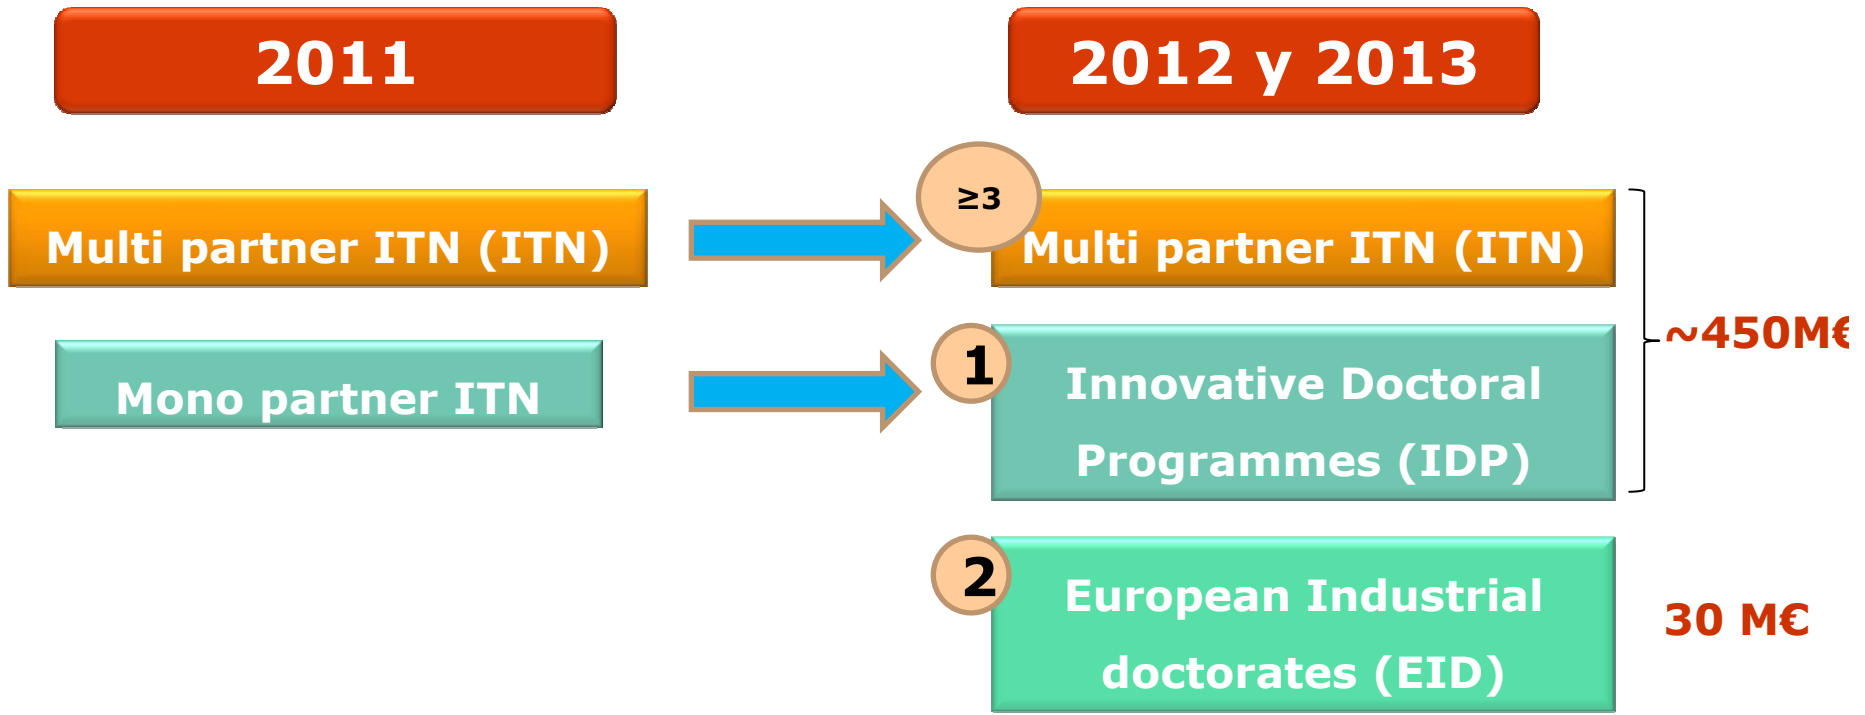 2011
2012 y 2013
≥3
Multi partner ITN (ITN)
Multi partner ITN (ITN)
~450M€
Mono partner ITN
1
Innovative Doctoral
Programmes (IDP)
2
European Industrial
doctorates (EID)
30 M€